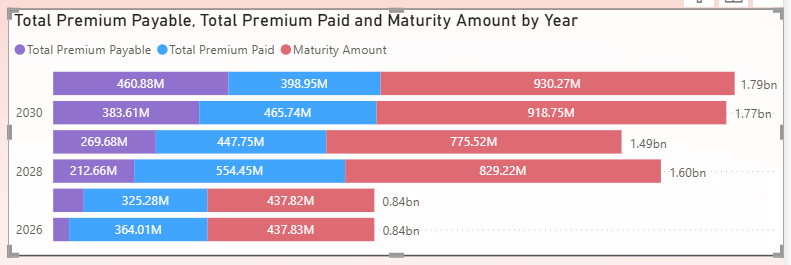 Total Premium Payable, Total Premium Paid and Maturity Amount by Year
Total Premium Payable Total Premium Paid Maturity Amount
460.88M 398.95M 930.27M 1.79bn
2030 383.61M 465.74M 918.75M 1.77bn
269.68M 447.75M 775.52M 1.49bn
2028 212.66M 554.45M 829.22M 1.60bn
325.28M 437.82M 0.84bn
2026 364.01M 437.83M 0.84bn